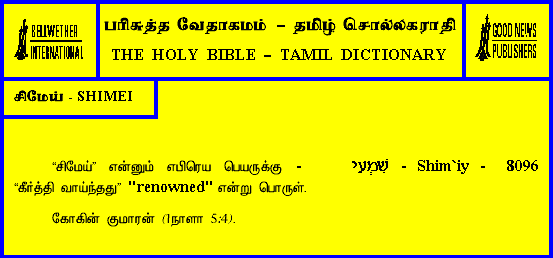 BELLWETHER
INTERNATIONAL
பரிசுத்த வேதாகமம் – தமிழ் சொல்லகராதி
THE HOLY BIBLE – TAMIL DICTIONARY
GOOD NEWS
PUBLISHERS
சிமேய் - SHIMEI
“சிமேய்” என்னும் எபிரெய பெயருக்கு - שִׁמְעִי - Shim`iy - 8096
“கீர்த்தி வாய்ந்தது” "renowned" என்று பொருள்.
கோகின் குமாரன் (1நாளா 5:4).